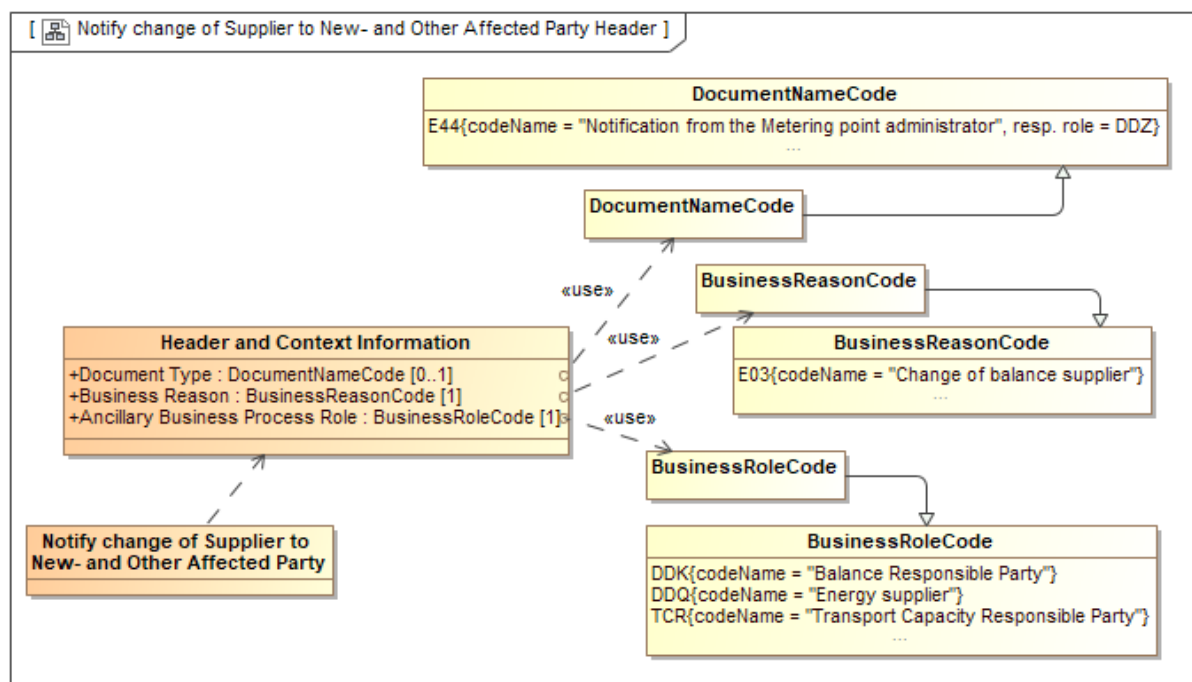 [ Notify change of Supplier to New- and Other Affected Party Header ]
DocumentNameCode
E44{codeName = "Notification from the Metering point administrator", resp. role = DDZ}
...
DocumentNameCode
«use»
BusinessReasonCode
«use»
BusinessReasonCode
E03{codeName = "Change of balance supplier"}
...
Header and Context Information
+Document Type : DocumentNameCode [0..1]
+Business Reason : BusinessReasonCode [1]
+Ancillary Business Process Role : BusinessRoleCode [1]
«use»
BusinessRoleCode
Notify change of Supplier to
New- and Other Affected Party
BusinessRoleCode
DDK{codeName = "Balance Responsible Party"}
DDQ{codeName = "Energy supplier"}
TCR{codeName = "Transport Capacity Responsible Party"}
...